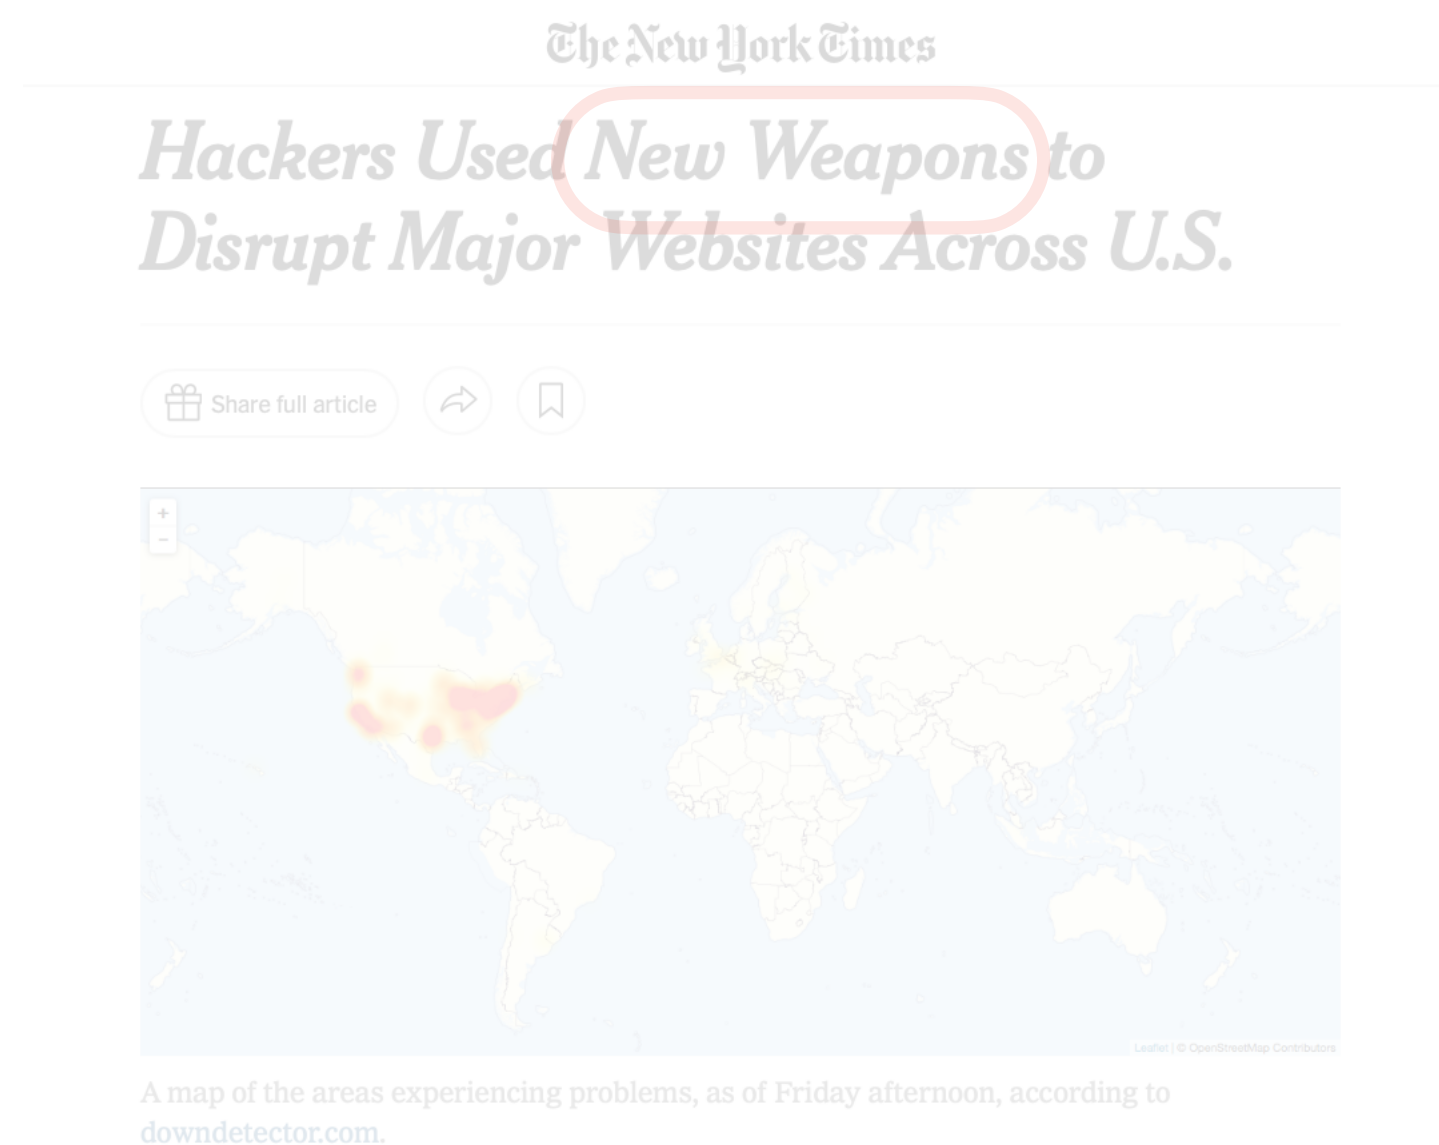 The New York Times
Hackers Used New Weapons to
Disrupt Major Websites Across U.S.
Share full article
+
−
Leaflet | © OpenStreetMap Contributors
A map of the areas experiencing problems, as of Friday afternoon, according to
downdetector.com.